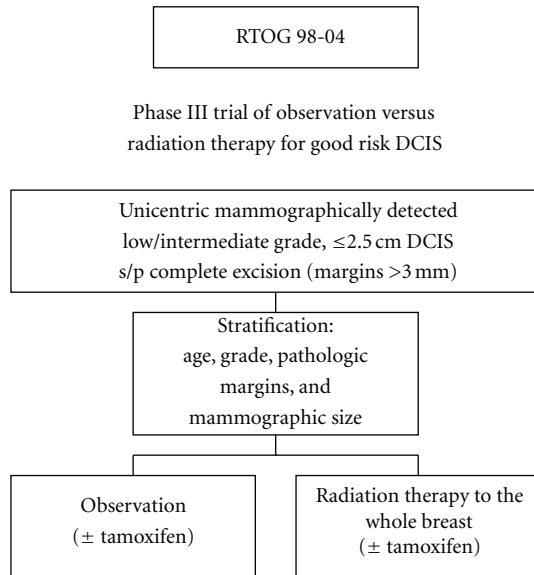 RTOG 98-04
Phase III trial of observation versus
radiation therapy for good risk DCIS
Unicentric mammographically detected
low/intermediate grade, ≤2.5 cm DCIS
s/p complete excision (margins >3 mm)
Stratification:
age, grade, pathologic
margins, and
mammographic size
Observation
(± tamoxifen)
Radiation therapy to the
whole breast
(± tamoxifen)